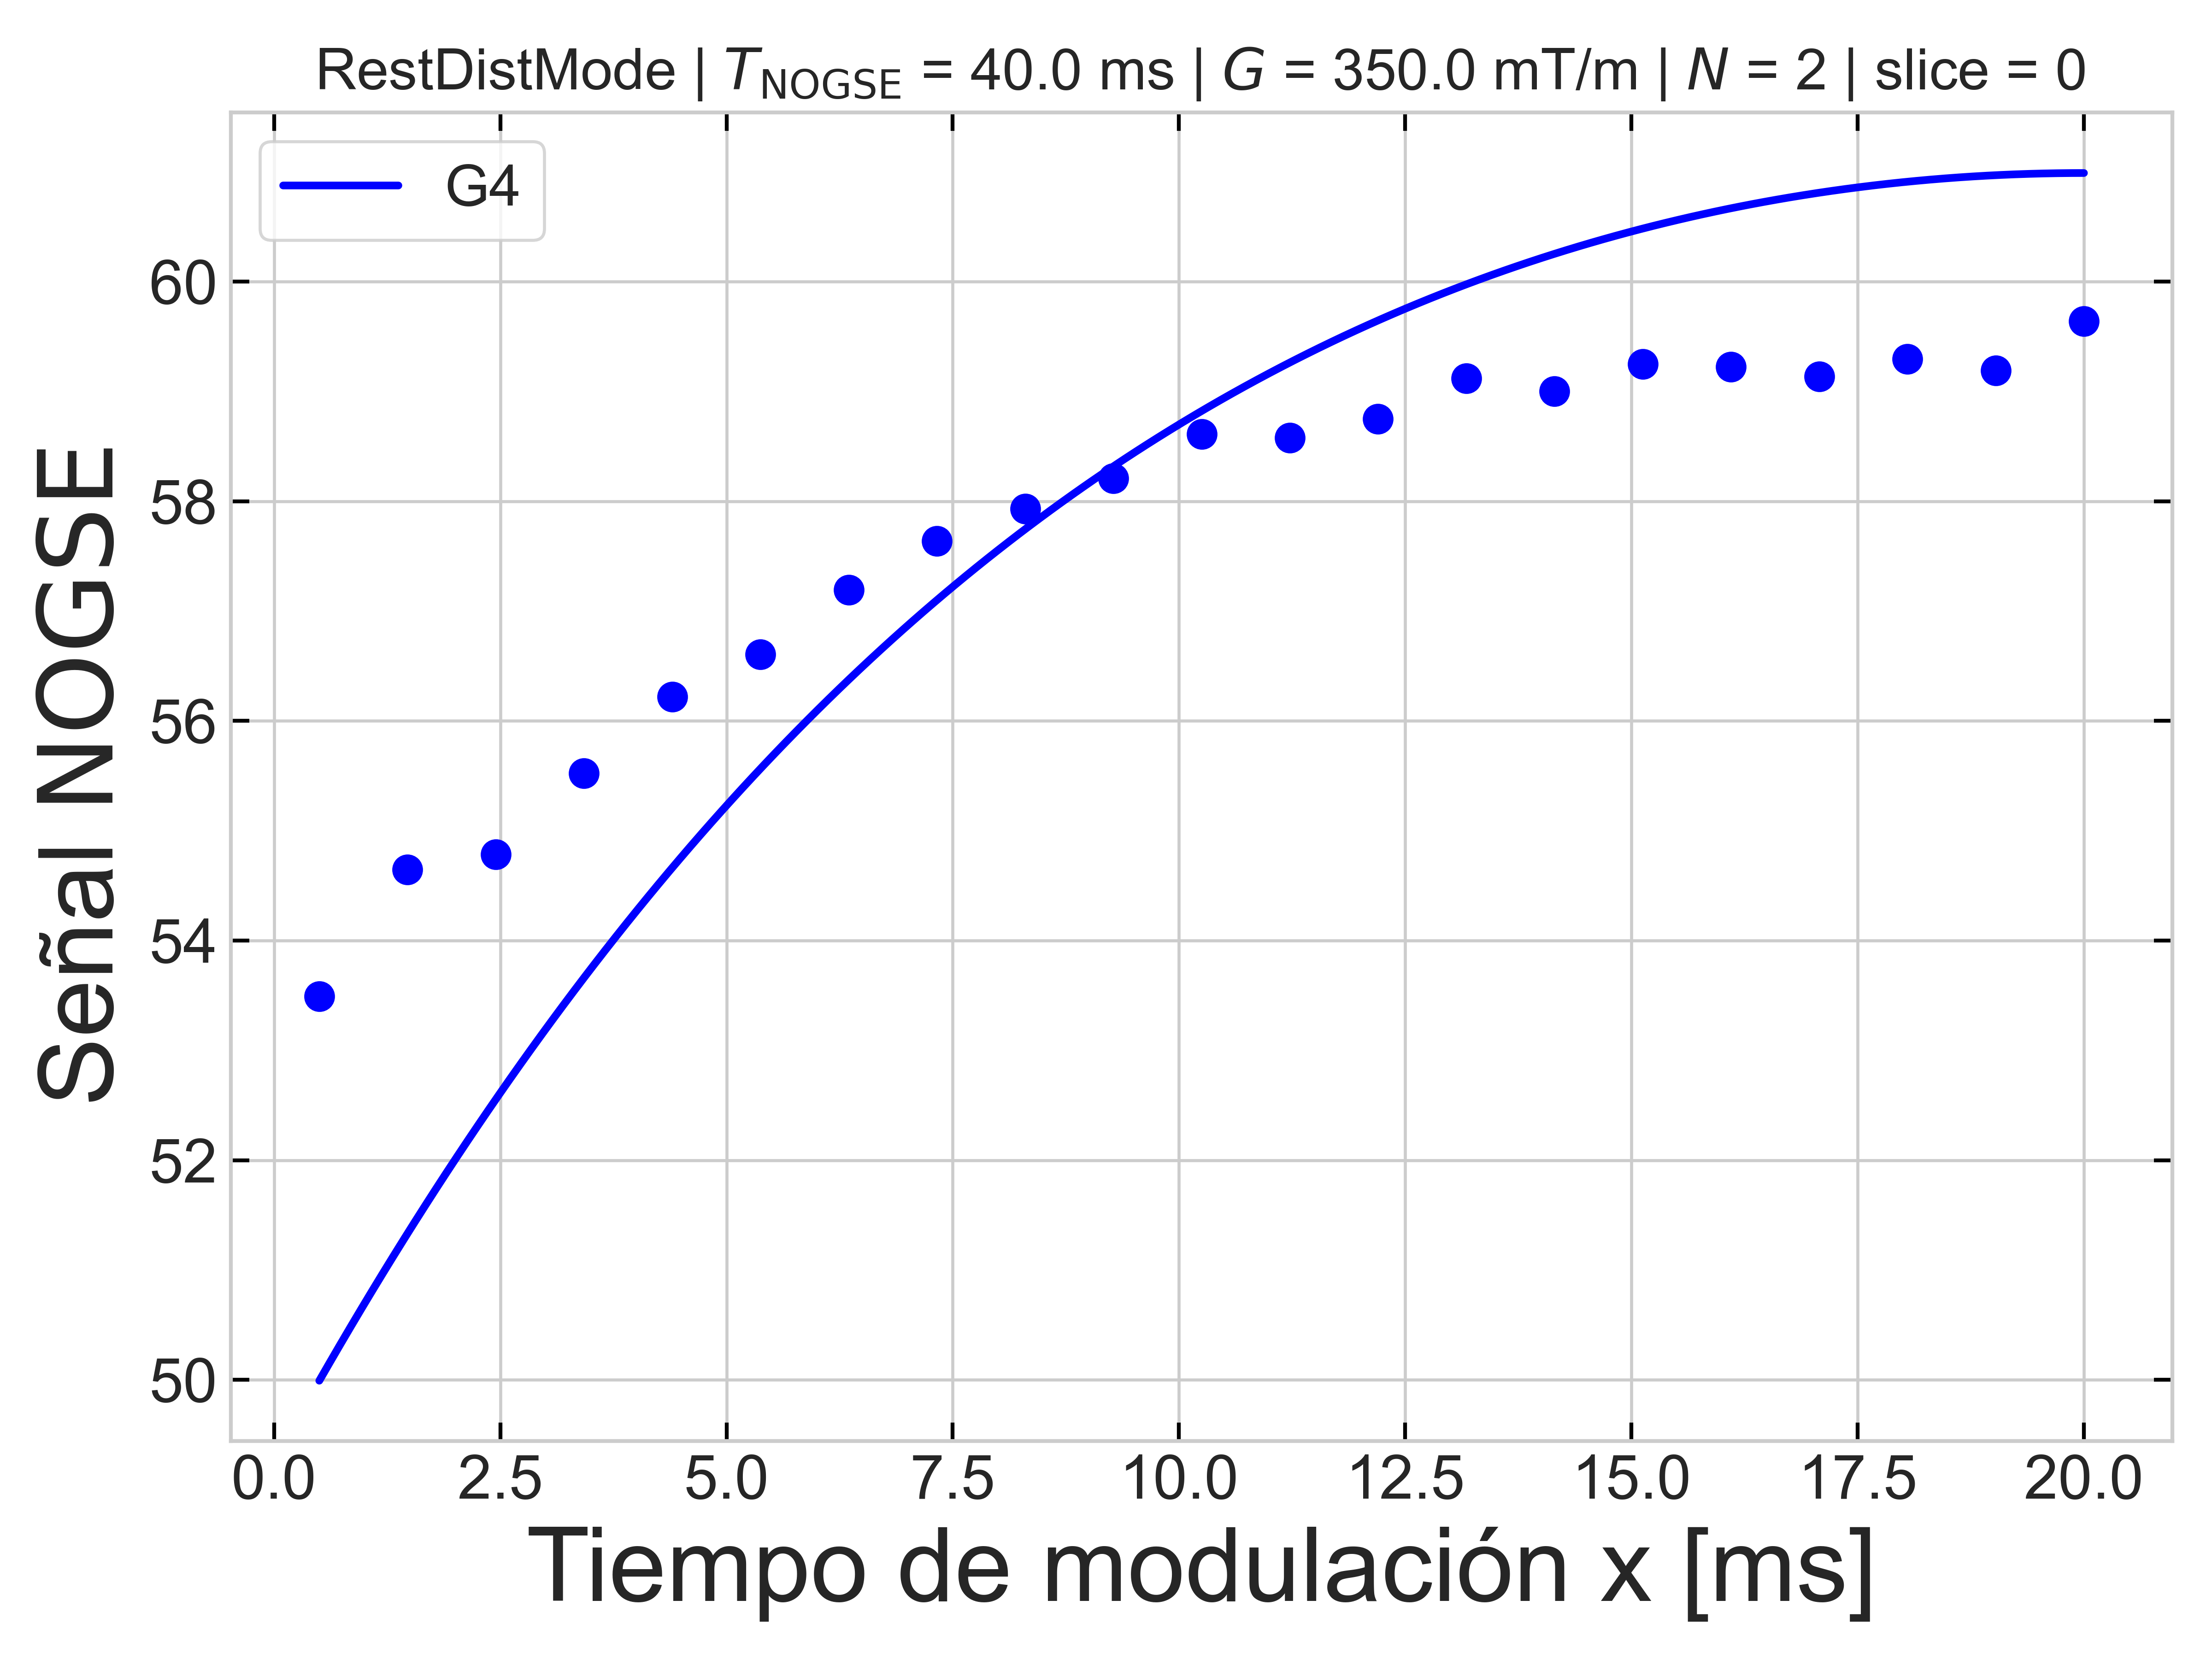 RestDistMode | T_NOGSE = 40.0 ms | G = 350.0 mT/m | N = 2 | slice = 0
G4
60
58
56
54
52
50
Señal NOGSE
0.0 2.5 5.0 7.5 10.0 12.5 15.0 17.5 20.0
Tiempo de modulación x [ms]